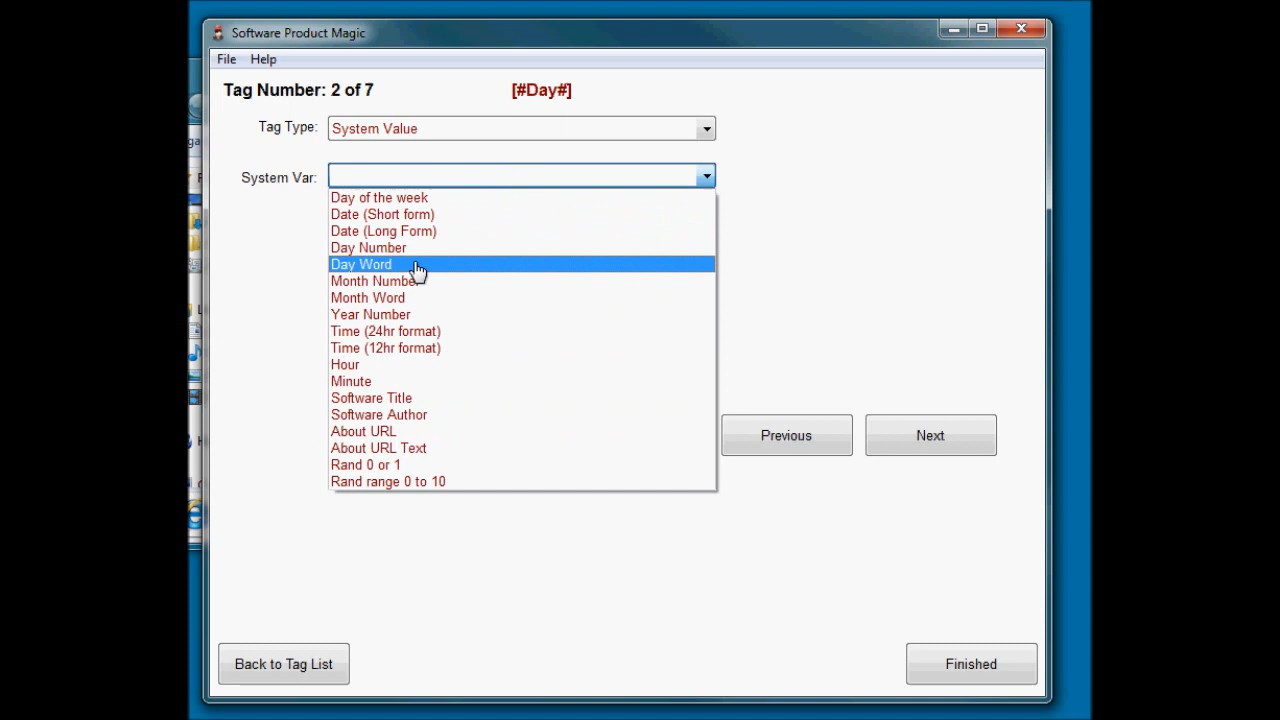 Software Product Magic
File Help
Tag Number: 2 of 7 [#Day#]
Tag Type: System Value
System Var:
Day of the week
Date (Short form)
Date (Long Form)
Day Number
Day Word
Month Number
Month Word
Year Number
Time (24hr format)
Time (12hr format)
Hour
Minute
Software Title
Software Author
About URL
About URL Text
Rand 0 or 1
Rand range 0 to 10
Previous Next
Back to Tag List Finished